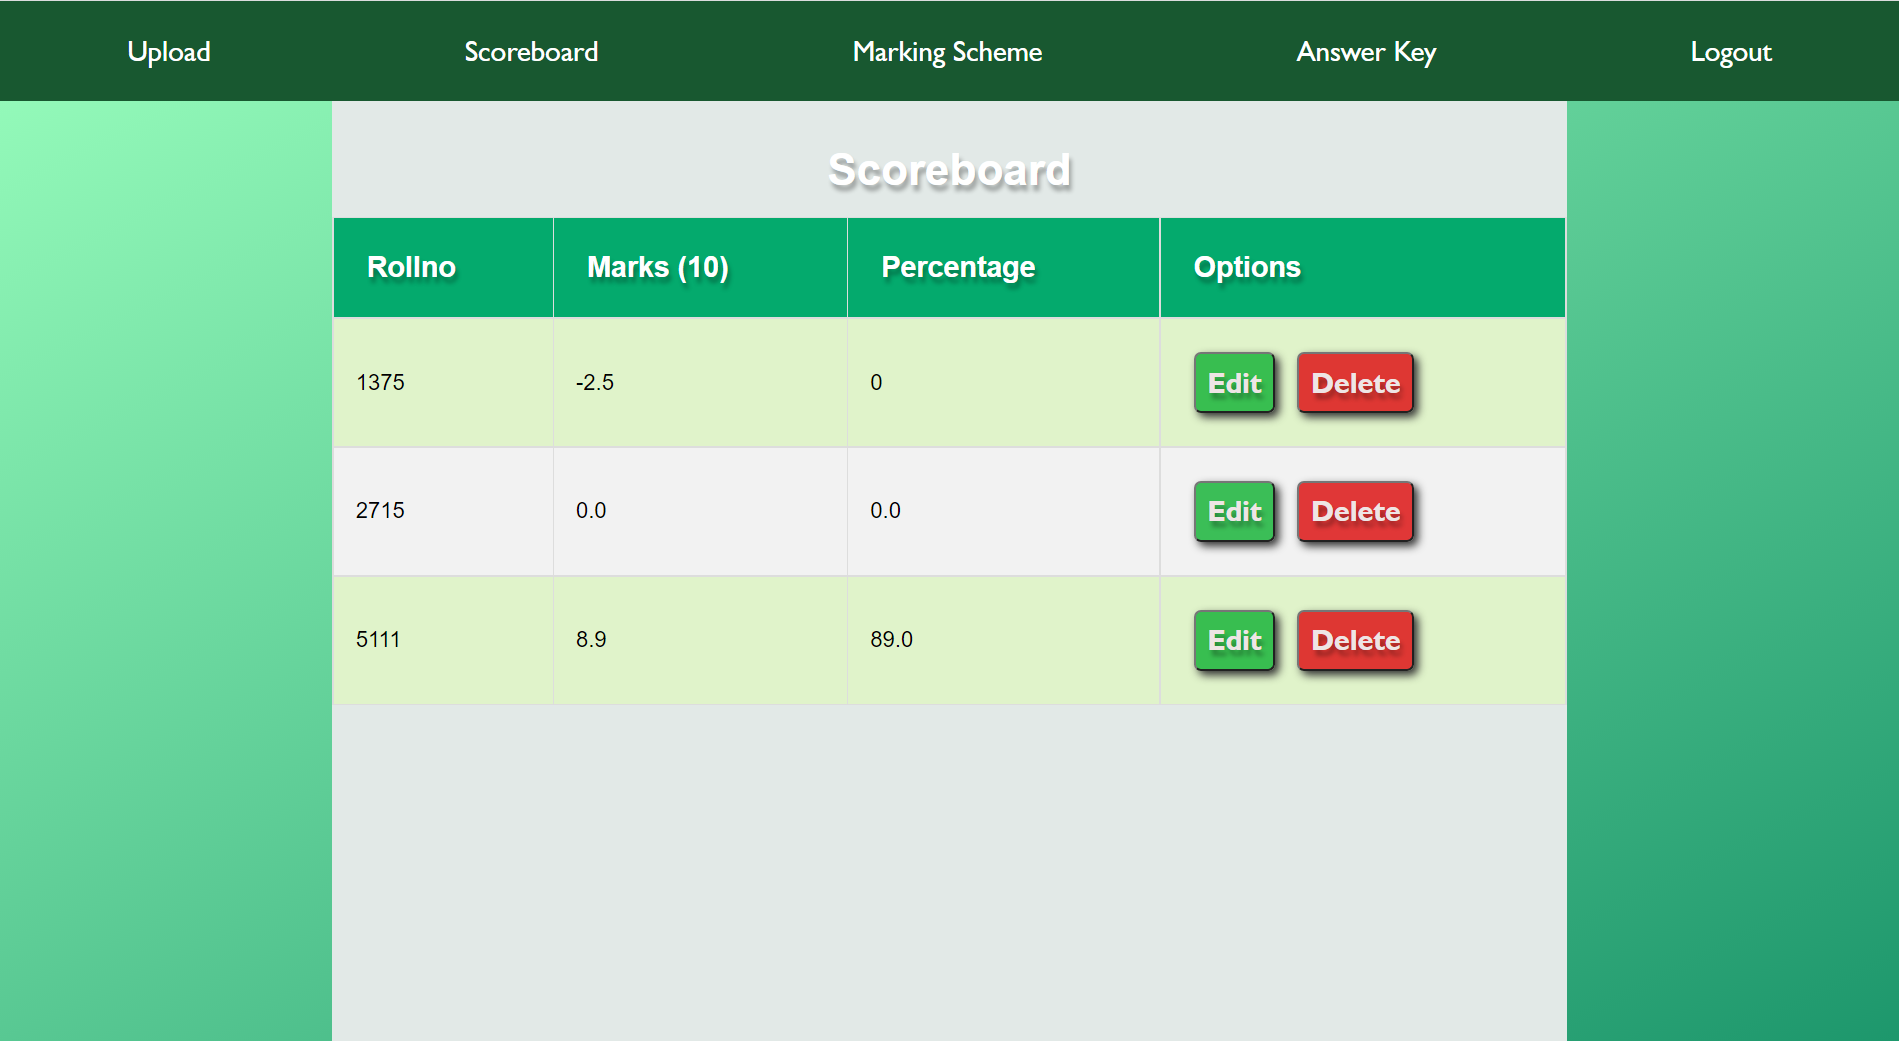 Upload Scoreboard Marking Scheme Answer Key Logout
Scoreboard
Rollno Marks (10) Percentage Options
1375 -2.5 0 Edit Delete
2715 0.0 0.0 Edit Delete
5111 8.9 89.0 Edit Delete